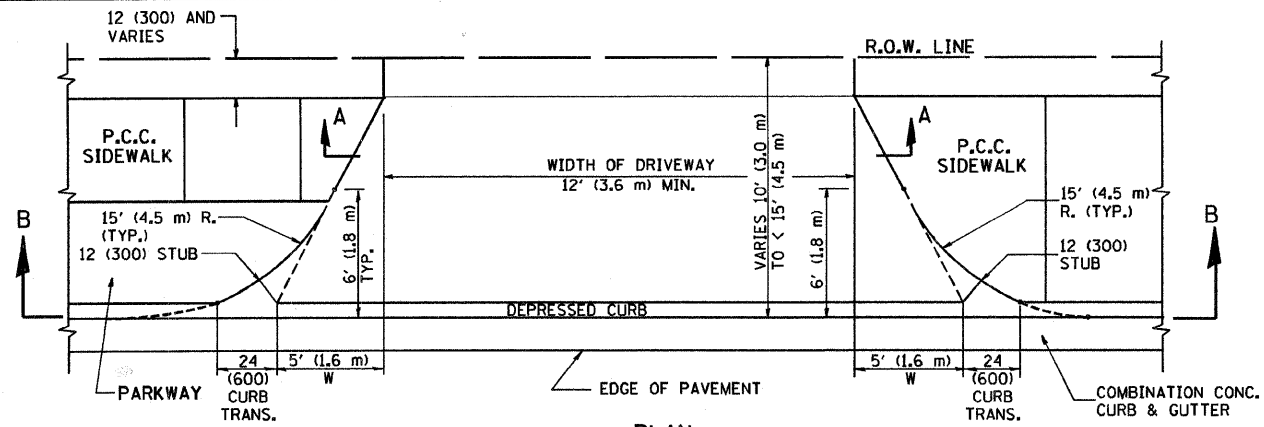 12 (300) AND
VARIES
R.O.W. LINE
A
A
P.C.C.
SIDEWALK
P.C.C.
SIDEWALK
WIDTH OF DRIVEWAY
12' (3.6 m) MIN.
VARIES 10' (3.0 m)
TO < 15' (4.5 m)
B
B
15' (4.5 m) R.
(TYP.)
12 (300) STUB
6' (1.8 m)
TYP.
6' (1.8 m)
15' (4.5 m)
R. (TYP.)
12 (300)
STUB
DEPRESSED CURB
24
(600)
CURB
TRANS.
5' (1.6 m)
W
5' (1.6 m)
W
24
(600)
CURB
TRANS.
PARKWAY
EDGE OF PAVEMENT
COMBINATION CONC.
CURB & GUTTER